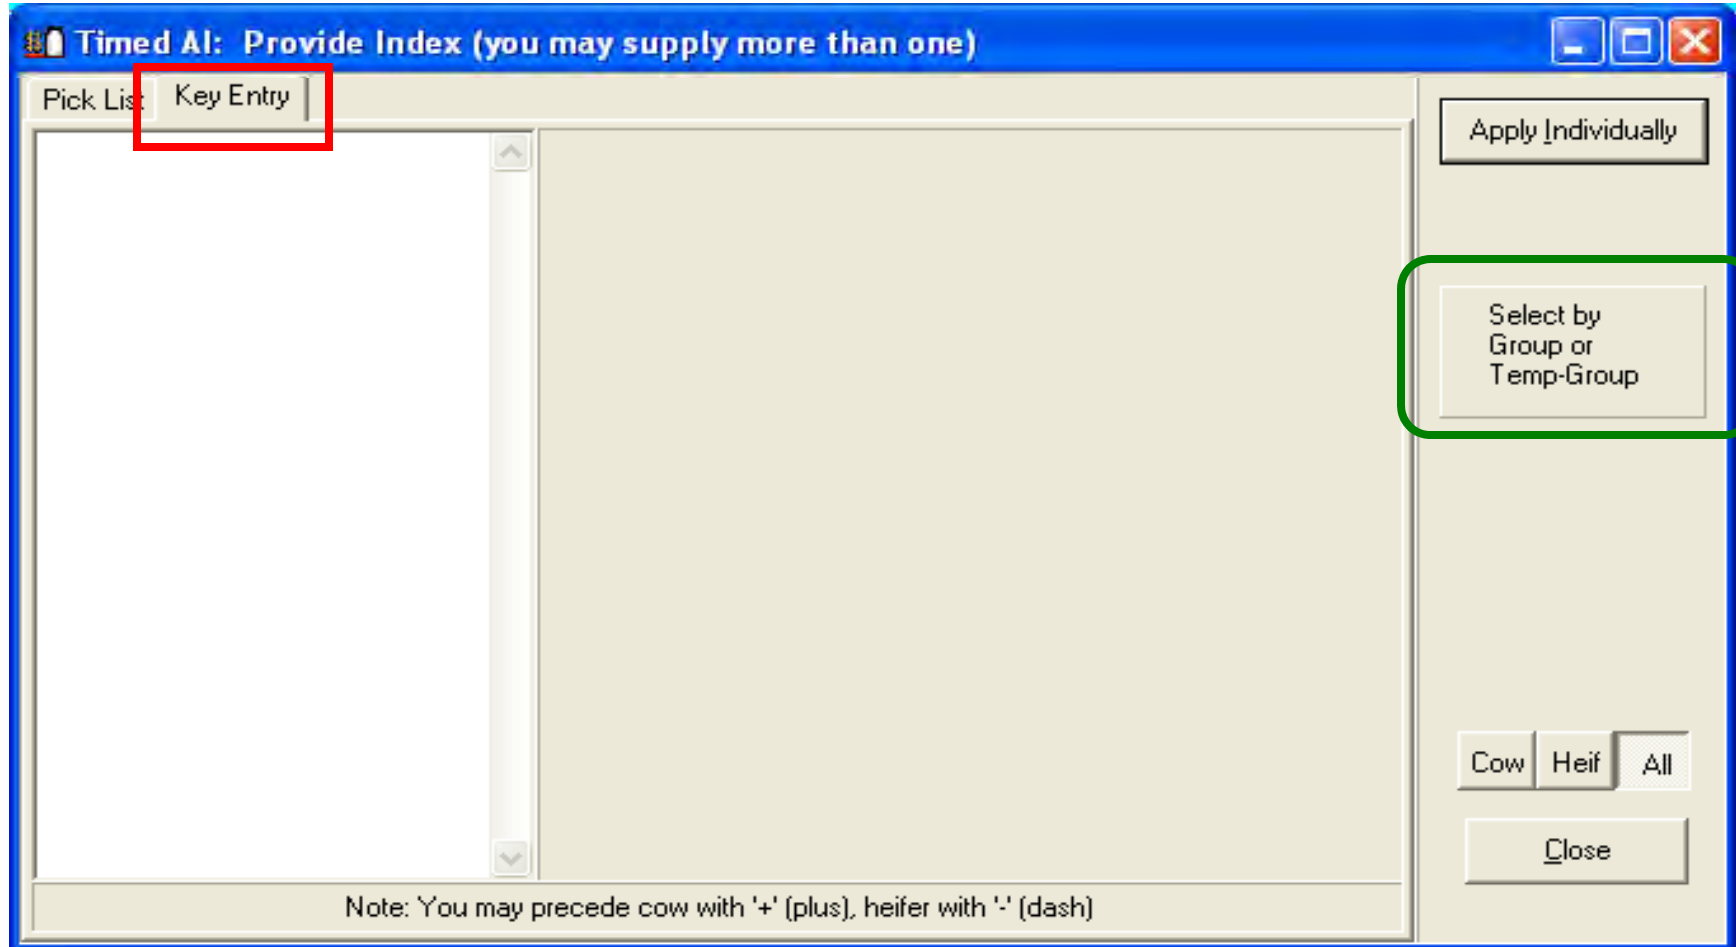 Timed AI: Provide Index (you may supply more than one)
Pick List
Key Entry
Apply Individually
Select by
Group or
Temp-Group
Cow
Heif
All
Close
Note: You may precede cow with '+' (plus), heifer with '-' (dash)